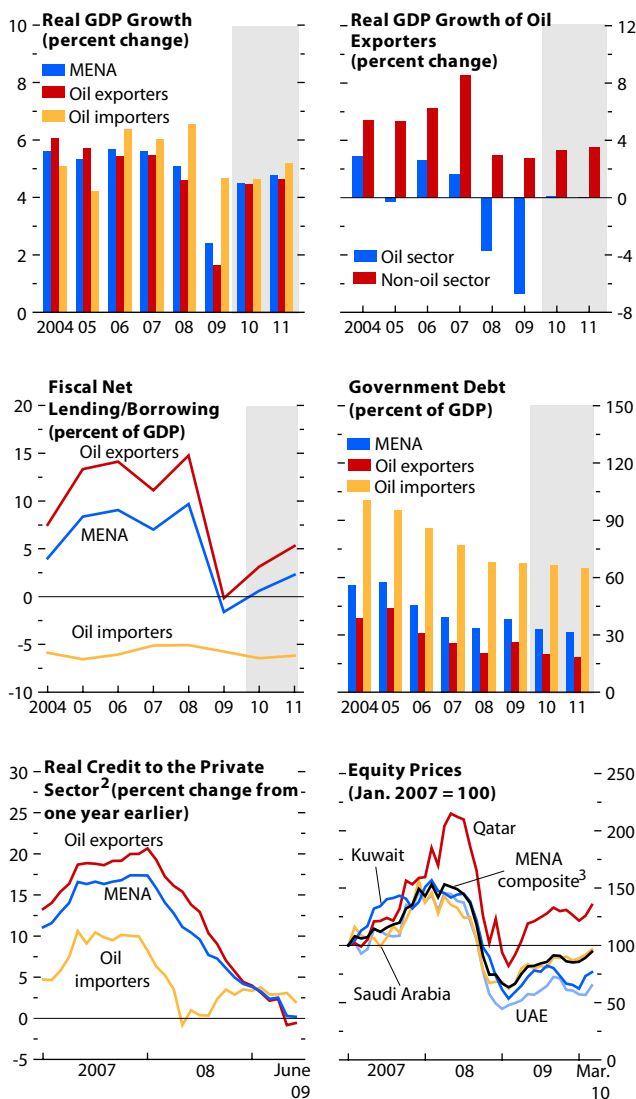 Real GDP Growth
(percent change)
MENA
Oil exporters
Oil importers
10
8
6
4
2
0
2004 05 06 07 08 09 10 11
Real GDP Growth of Oil
Exporters
(percent change)
12
8
4
0
-4
-8
Oil sector
Non-oil sector
2004 05 06 07 08 09 10 11
Fiscal Net
Lending/Borrowing
(percent of GDP)
20
15
10
5
0
-5
-10
Oil exporters
MENA
Oil importers
2004 05 06 07 08 09 10 11
Government Debt
(percent of GDP)
MENA
Oil exporters
Oil importers
150
120
90
60
30
0
2004 05 06 07 08 09 10 11
Real Credit to the Private
Sector² (percent change from
one year earlier)
30
25
20
15
10
5
0
-5
Oil exporters
MENA
Oil
importers
2007 08 June
09
Equity Prices
(Jan. 2007 = 100)
250
200
150
100
50
0
Qatar
Kuwait
MENA
composite³
Saudi Arabia
UAE
2007 08 09 Mar.
10